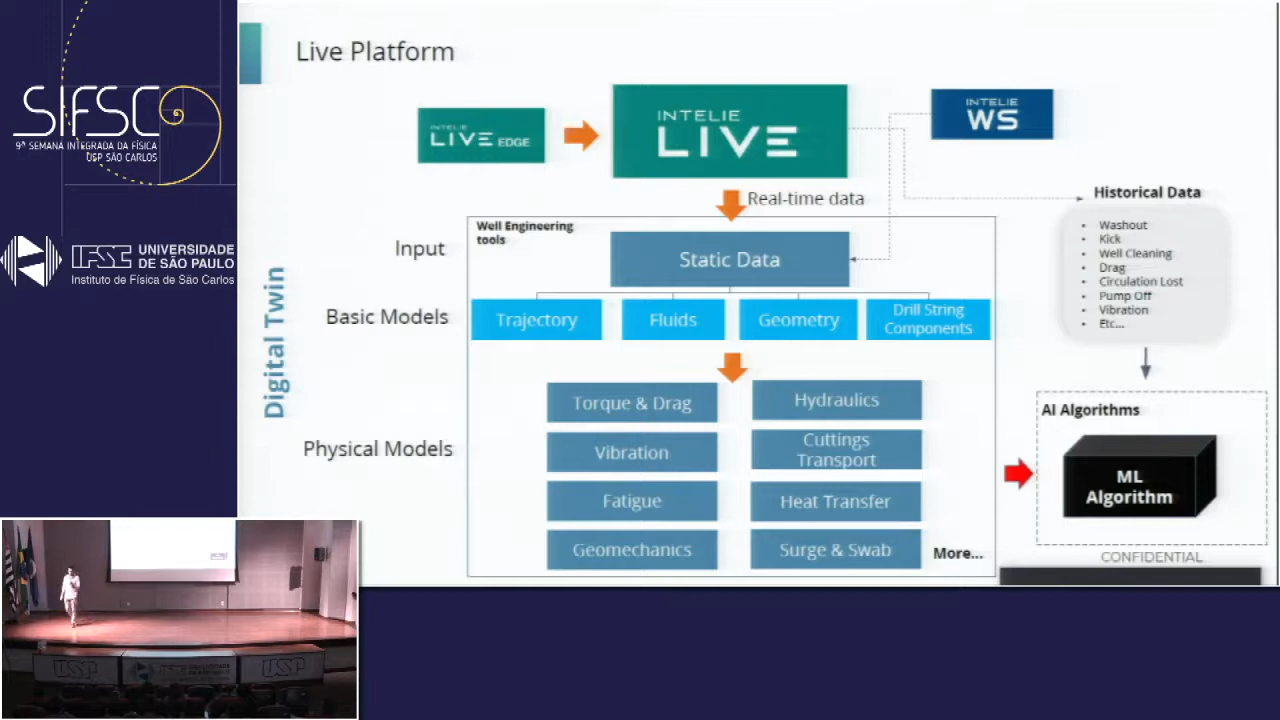 Live Platform
SIFSC
9ª SEMANA INTEGRADA DA FÍSICA
USP SÃO CARLOS
IFSC
UNIVERSIDADE
DE SÃO PAULO
Instituto de Física de São Carlos
INTELIE
LIVE EDGE
INTELIE
LIVE
INTELIE
WS
Real-time data
Well Engineering
tools
Input
Static Data
Digital Twin
Basic Models
Trajectory
Fluids
Geometry
Drill String
Components
Physical Models
Torque & Drag
Hydraulics
Vibration
Cuttings
Transport
Fatigue
Heat Transfer
Geomechanics
Surge & Swab
More...
Historical Data
• Washout
• Kick
• Well Cleaning
• Drag
• Circulation Lost
• Pump Off
• Vibration
• Etc...
AI Algorithms
ML
Algorithm
CONFIDENTIAL
USP
USP